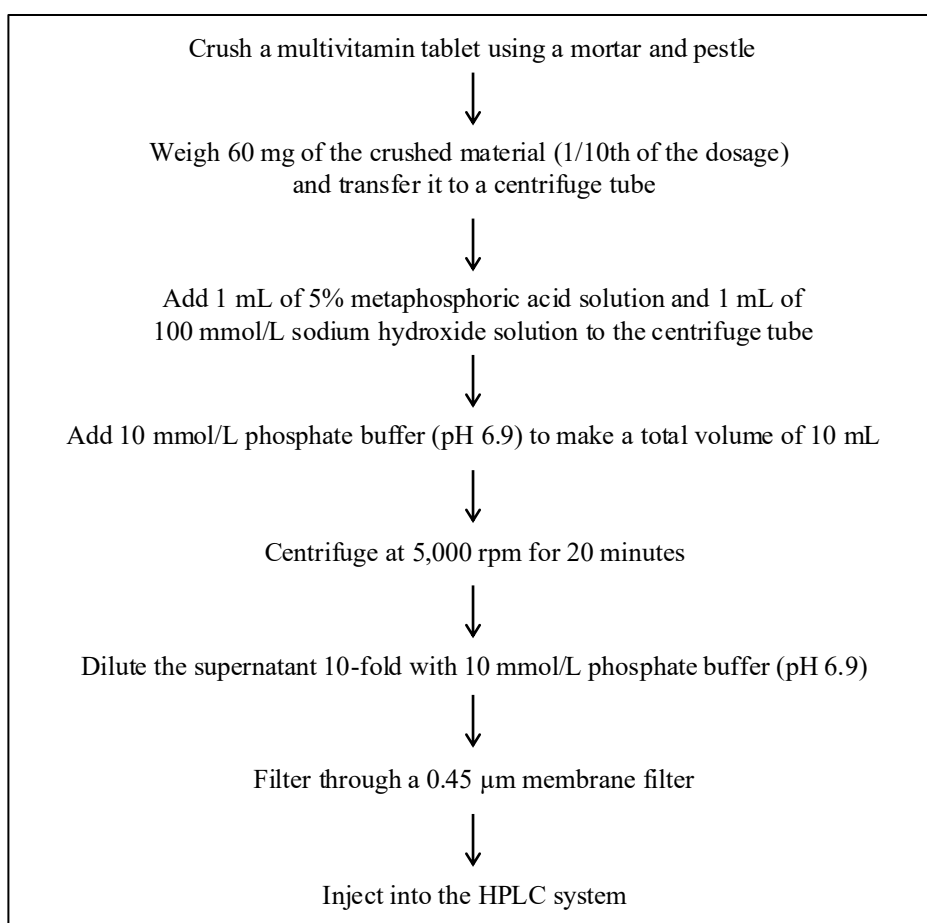 Crush a multivitamin tablet using a mortar and pestle
Weigh 60 mg of the crushed material (1/10th of the dosage)
and transfer it to a centrifuge tube
Add 1 mL of 5% metaphosphoric acid solution and 1 mL of
100 mmol/L sodium hydroxide solution to the centrifuge tube
Add 10 mmol/L phosphate buffer (pH 6.9) to make a total volume of 10 mL
Centrifuge at 5,000 rpm for 20 minutes
Dilute the supernatant 10-fold with 10 mmol/L phosphate buffer (pH 6.9)
Filter through a 0.45 µm membrane filter
Inject into the HPLC system